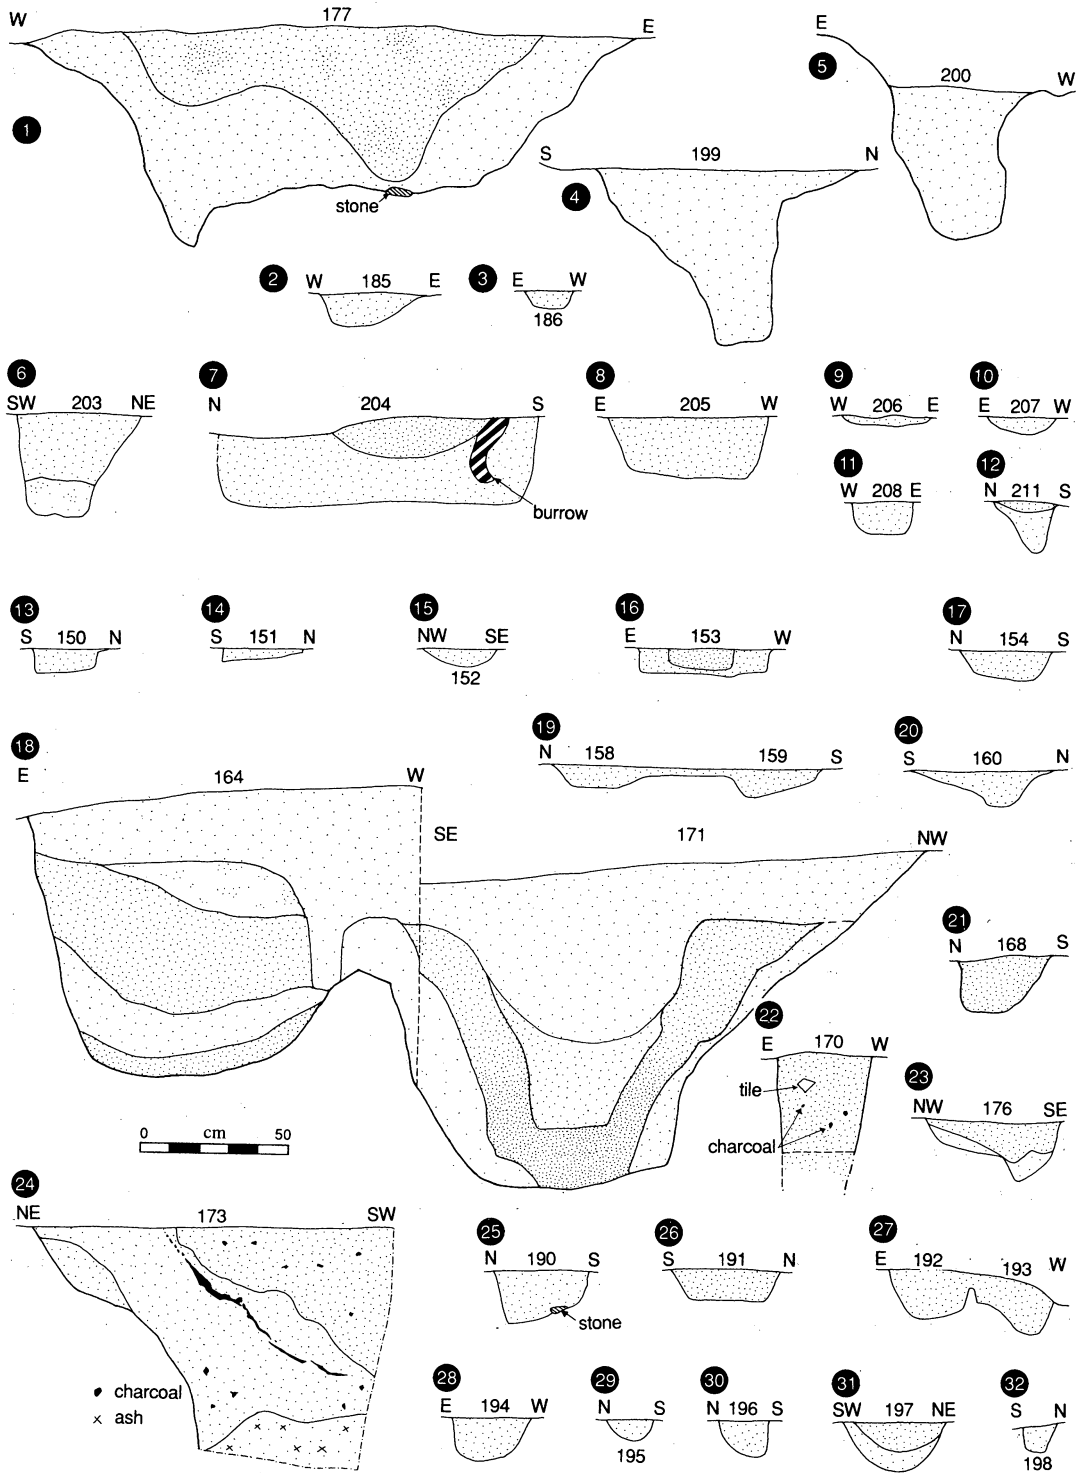 1 W 177 E
stone
2 W 185 E
3 E W
186
4 S 199 N
5 E 200 W
6 SW 203 NE
7 N 204 S
burrow
8 E 205 W
9 W 206 E
10 E 207 W
11 W 208 E
12 N 211 S
13 S 150 N
14 S 151 N
15 NW SE
152
16 E 153 W
17 N 154 S
18 E 164 W
SE 171 NW
19 N 158 159 S
20 S 160 N
21 N 168 S
22 E 170 W
tile
charcoal
23 NW 176 SE
0 cm 50
24 NE 173 SW
charcoal
× ash
25 N 190 S
stone
26 S 191 N
27 E 192 193 W
28 E 194 W
29 N S
195
30 N 196 S
31 SW 197 NE
32 S N
198